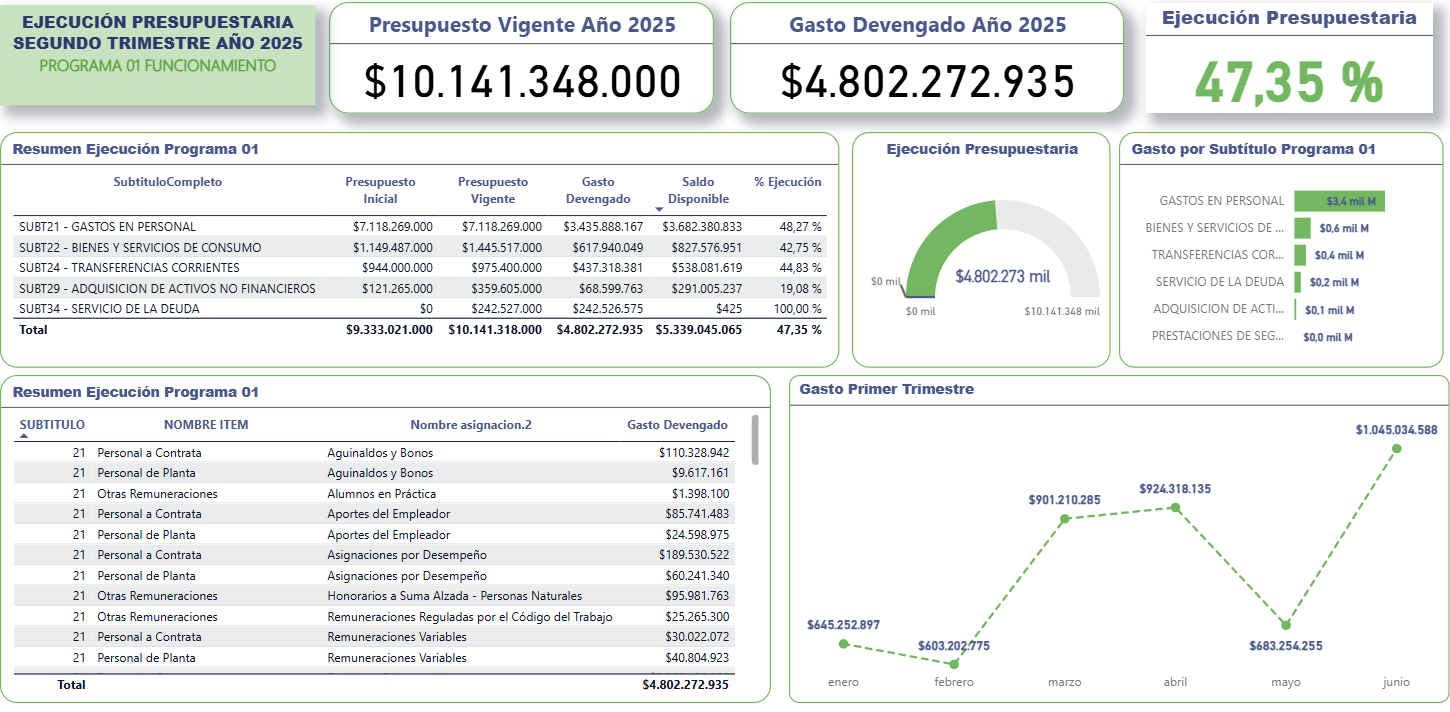 EJECUCIÓN PRESUPUESTARIA
SEGUNDO TRIMESTRE AÑO 2025
PROGRAMA 01 FUNCIONAMIENTO
Presupuesto Vigente Año 2025
$10.141.348.000
Gasto Devengado Año 2025
$4.802.272.935
Ejecución Presupuestaria
47,35 %
Resumen Ejecución Programa 01
SubtituloCompleto Presupuesto Inicial Presupuesto Vigente Gasto Devengado Saldo Disponible % Ejecución
SUBT21 - GASTOS EN PERSONAL $7.118.269.000 $7.118.269.000 $3.435.888.167 $3.682.380.833 48,27 %
SUBT22 - BIENES Y SERVICIOS DE CONSUMO $1.149.487.000 $1.445.517.000 $617.940.049 $827.576.951 42,75 %
SUBT24 - TRANSFERENCIAS CORRIENTES $944.000.000 $975.400.000 $437.318.381 $538.081.619 44,83 %
SUBT29 - ADQUISICION DE ACTIVOS NO FINANCIEROS $121.265.000 $359.605.000 $68.599.763 $291.005.237 19,08 %
SUBT34 - SERVICIO DE LA DEUDA $0 $242.527.000 $242.526.575 $425 100,00 %
Total $9.333.021.000 $10.141.318.000 $4.802.272.935 $5.339.045.065 47,35 %
Ejecución Presupuestaria
$4.802.273 mil
$0 mil
$0 mil
$10.141.348 mil
Gasto por Subtítulo Programa 01
GASTOS EN PERSONAL $3,4 mil M
BIENES Y SERVICIOS DE ... $0,6 mil M
TRANSFERENCIAS COR... $0,4 mil M
SERVICIO DE LA DEUDA $0,2 mil M
ADQUISICION DE ACTI... $0,1 mil M
PRESTACIONES DE SEG... $0,0 mil M
Resumen Ejecución Programa 01
SUBTITULO NOMBRE ITEM Nombre asignacion.2 Gasto Devengado
21 Personal a Contrata Aguinaldos y Bonos $110.328.942
21 Personal de Planta Aguinaldos y Bonos $9.617.161
21 Otras Remuneraciones Alumnos en Práctica $1.398.100
21 Personal a Contrata Aportes del Empleador $85.741.483
21 Personal de Planta Aportes del Empleador $24.598.975
21 Personal a Contrata Asignaciones por Desempeño $189.530.522
21 Personal de Planta Asignaciones por Desempeño $60.241.340
21 Otras Remuneraciones Honorarios a Suma Alzada - Personas Naturales $95.981.763
21 Otras Remuneraciones Remuneraciones Reguladas por el Código del Trabajo $25.265.300
21 Personal a Contrata Remuneraciones Variables $30.022.072
21 Personal de Planta Remuneraciones Variables $40.804.923
Total $4.802.272.935
Gasto Primer Trimestre
$1.045.034.588
$924.318.135
$901.210.285
$645.252.897
$603.202.775
$683.254.255
enero febrero marzo abril mayo junio